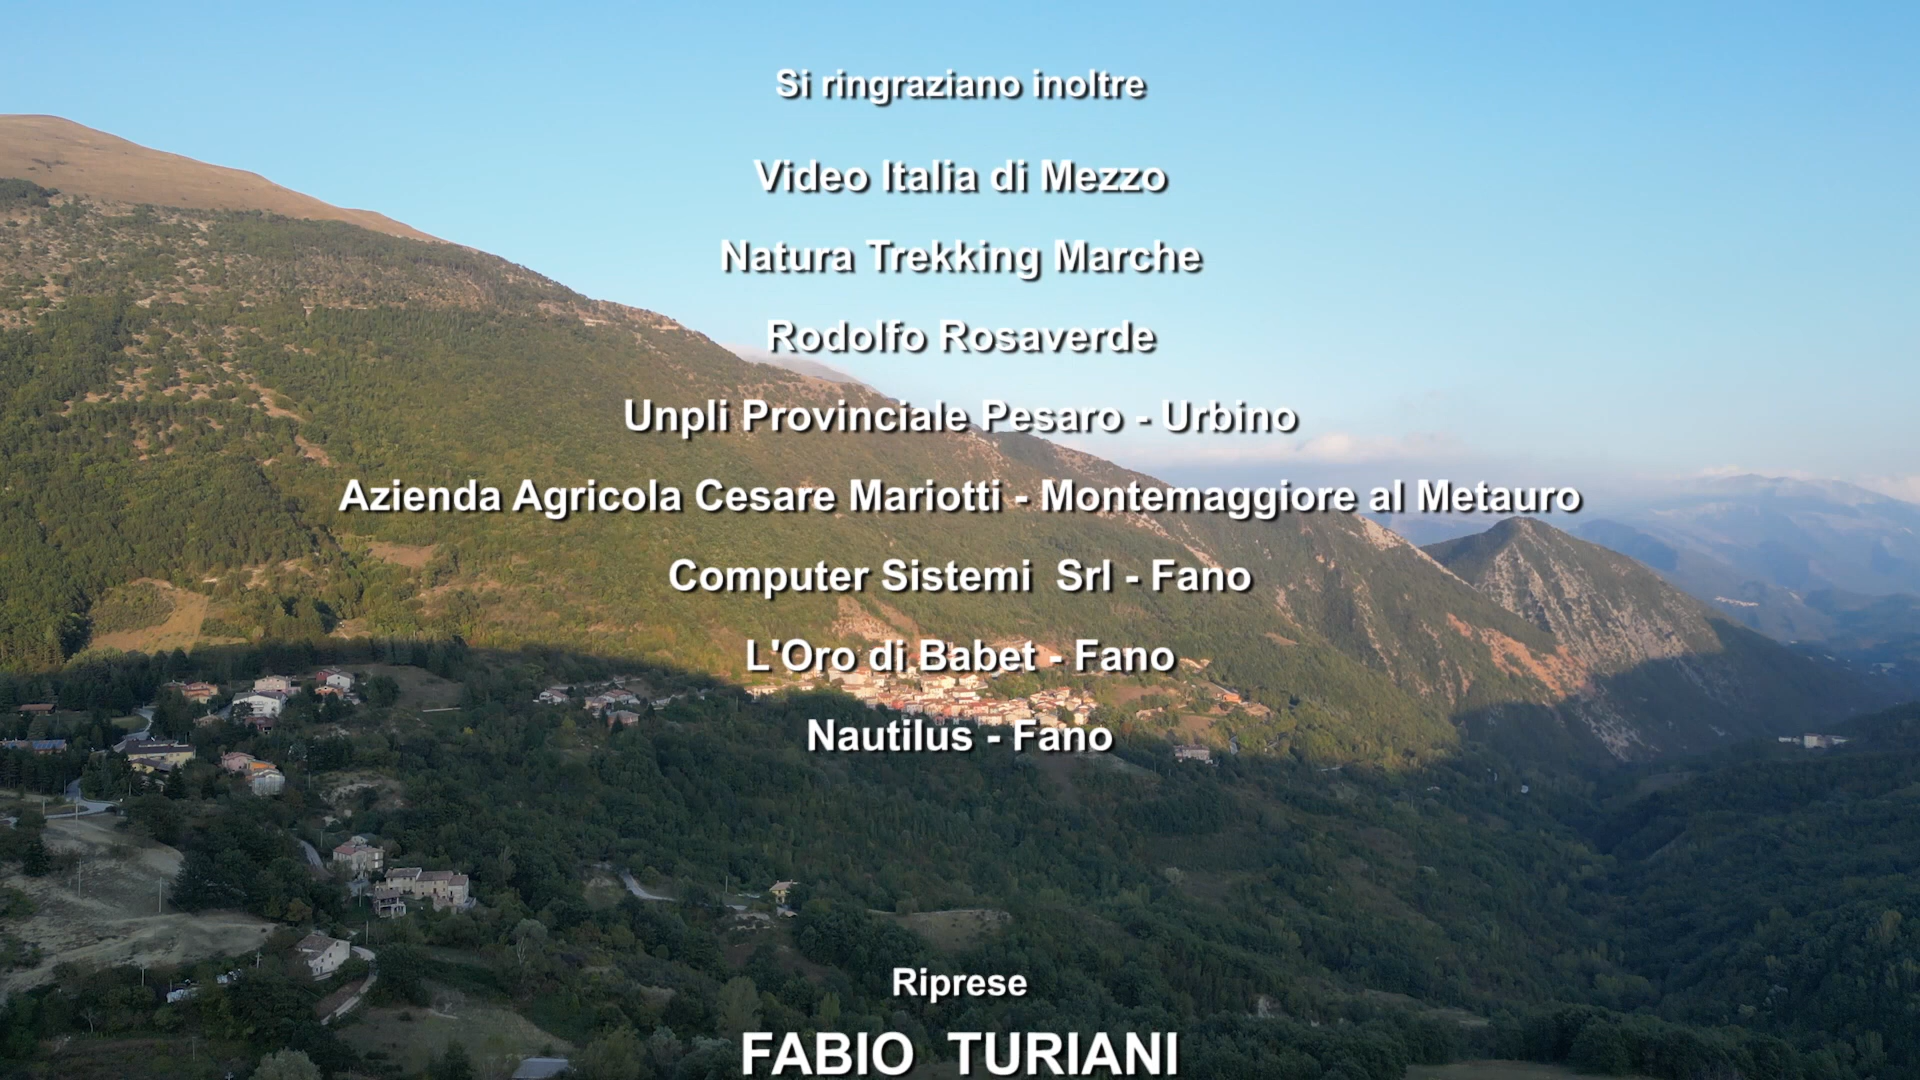 Si ringraziano inoltre
Video Italia di Mezzo
Natura Trekking Marche
Rodolfo Rosaverde
Unpli Provinciale Pesaro - Urbino
Azienda Agricola Cesare Mariotti - Montemaggiore al Metauro
Computer Sistemi  Srl - Fano
L'Oro di Babet - Fano
Nautilus - Fano
Riprese
FABIO  TURIANI